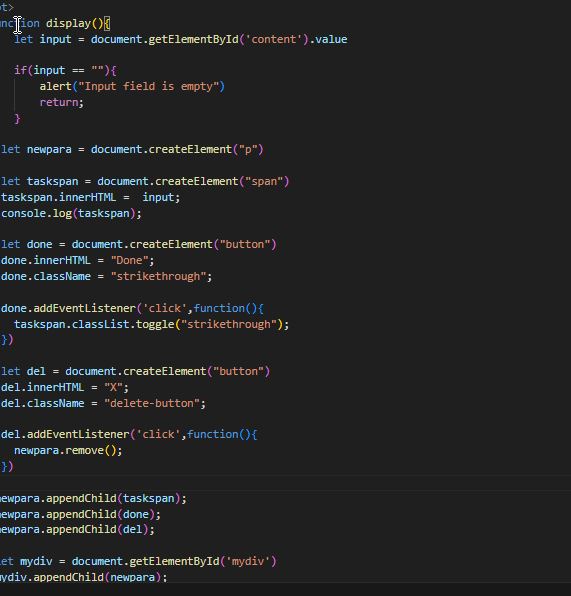 pt>
unction display(){
let input = document.getElementById('content').value
if(input == ""){
alert("Input field is empty")
return;
}
let newpara = document.createElement("p")
let taskspan = document.createElement("span")
taskspan.innerHTML =  input;
console.log(taskspan);
let done = document.createElement("button")
done.innerHTML = "Done";
done.className = "strikethrough";
done.addEventListener('click',function(){
taskspan.classList.toggle("strikethrough");
})
let del = document.createElement("button")
del.innerHTML = "X";
del.className = "delete-button";
del.addEventListener('click',function(){
newpara.remove();
})
newpara.appendChild(taskspan);
newpara.appendChild(done);
newpara.appendChild(del);
let mydiv = document.getElementById('mydiv')
mydiv.appendChild(newpara);